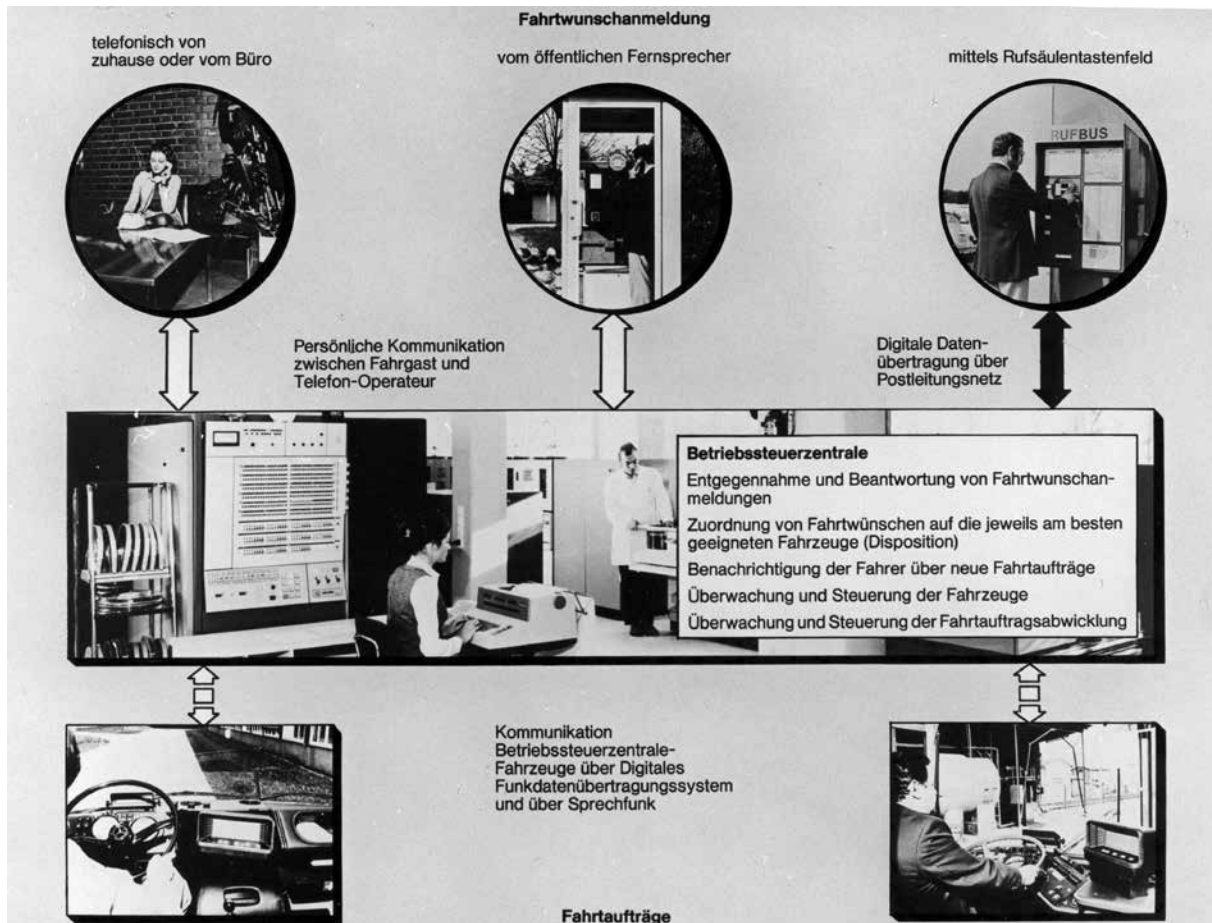 Fahrtwunschanmeldung
telefonisch von
zuhause oder vom Büro
vom öffentlichen Fernsprecher
mittels Rufsäulentastenfeld
RUFBUS
Persönliche Kommunikation
zwischen Fahrgast und
Telefon-Operateur
Digitale Daten-
übertragung über
Postleitungsnetz
Betriebssteuerzentrale
Entgegennahme und Beantwortung von Fahrtwunschan-
meldungen
Zuordnung von Fahrtwünschen auf die jeweils am besten
geeigneten Fahrzeuge (Disposition)
Benachrichtigung der Fahrer über neue Fahrtaufträge
Überwachung und Steuerung der Fahrzeuge
Überwachung und Steuerung der Fahrtauftragsabwicklung
Kommunikation
Betriebssteuerzentrale-
Fahrzeuge über Digitales
Funkdatenübertragungssystem
und über Sprechfunk
Fahrtaufträge